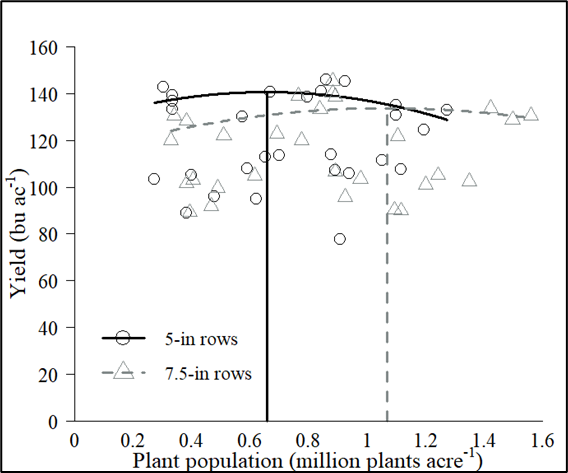 160
140
120
100
80
60
40
20
0
Yield (bu ac-1)
5-in rows
7.5-in rows
0 0.2 0.4 0.6 0.8 1 1.2 1.4 1.6
Plant population (million plants acre-1)